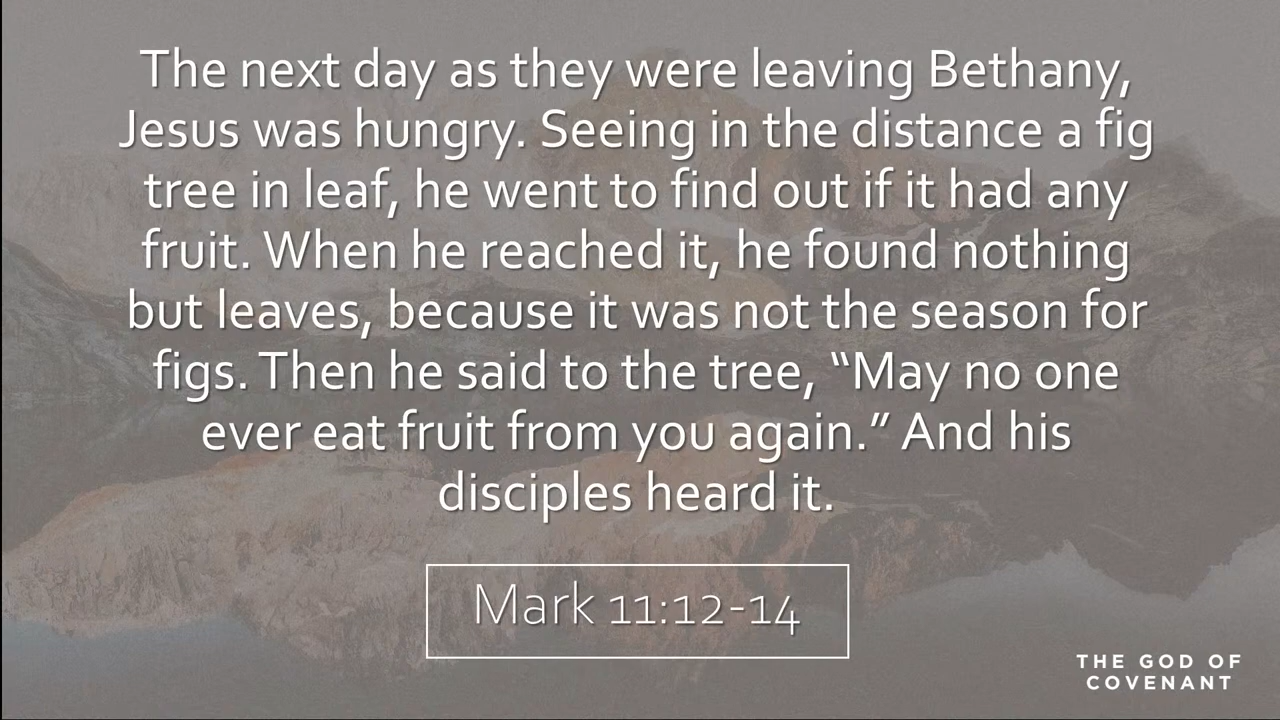 The next day as they were leaving Bethany,
Jesus was hungry. Seeing in the distance a fig
tree in leaf, he went to find out if it had any
fruit. When he reached it, he found nothing
but leaves, because it was not the season for
figs. Then he said to the tree, “May no one
ever eat fruit from you again.” And his
disciples heard it.
Mark 11:12-14
THE GOD OF
COVENANT